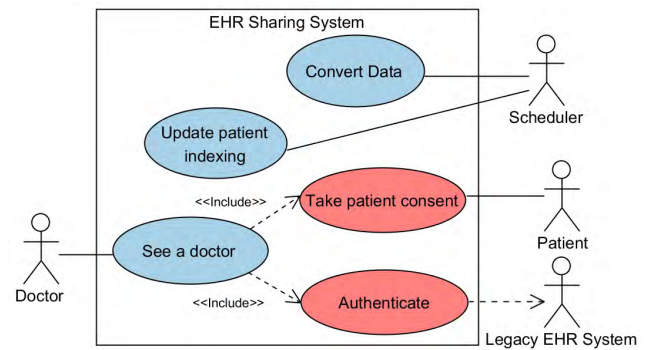 EHR Sharing System
Convert Data
Scheduler
Update patient
indexing
<<Include>>
Take patient consent
Patient
See a doctor
Doctor
<<Include>>
Authenticate
Legacy EHR System